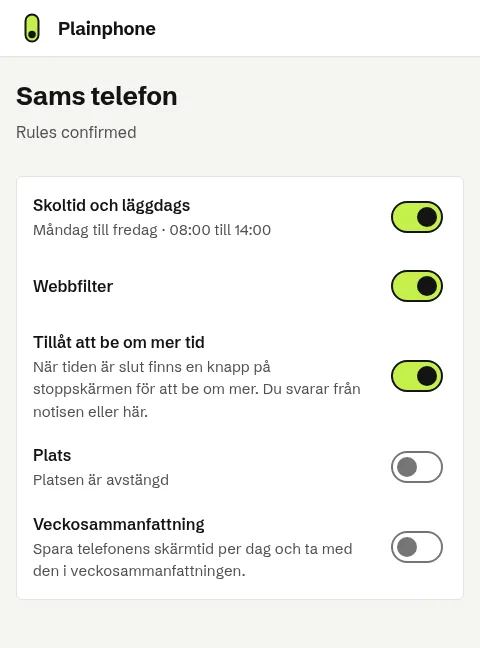 Plainphone
Sams telefon
Rules confirmed
Skoltid och läggdags
Måndag till fredag · 08:00 till 14:00
Webbfilter
Tillåt att be om mer tid
När tiden är slut finns en knapp på
stoppskärmen för att be om mer. Du svarar från
notisen eller här.
Plats
Platsen är avstängd
Veckosammanfattning
Spara telefonens skärmtid per dag och ta med
den i veckosammanfattningen.